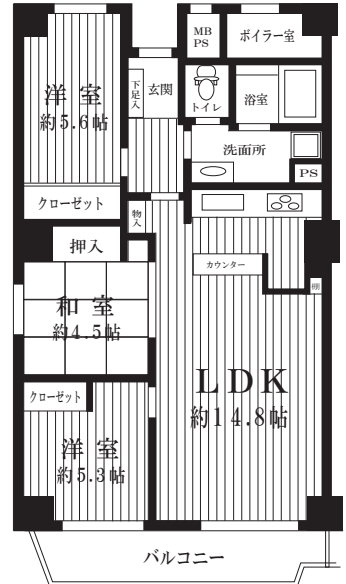 MB
PS
ボイラー室
洋室
約5.6帖
下足入
玄関
トイレ
浴室
洗面所
PS
クローゼット
物入
押入
カウンター
棚
和室
約4.5帖
LDK
約14.8帖
クローゼット
洋室
約5.3帖
バルコニー